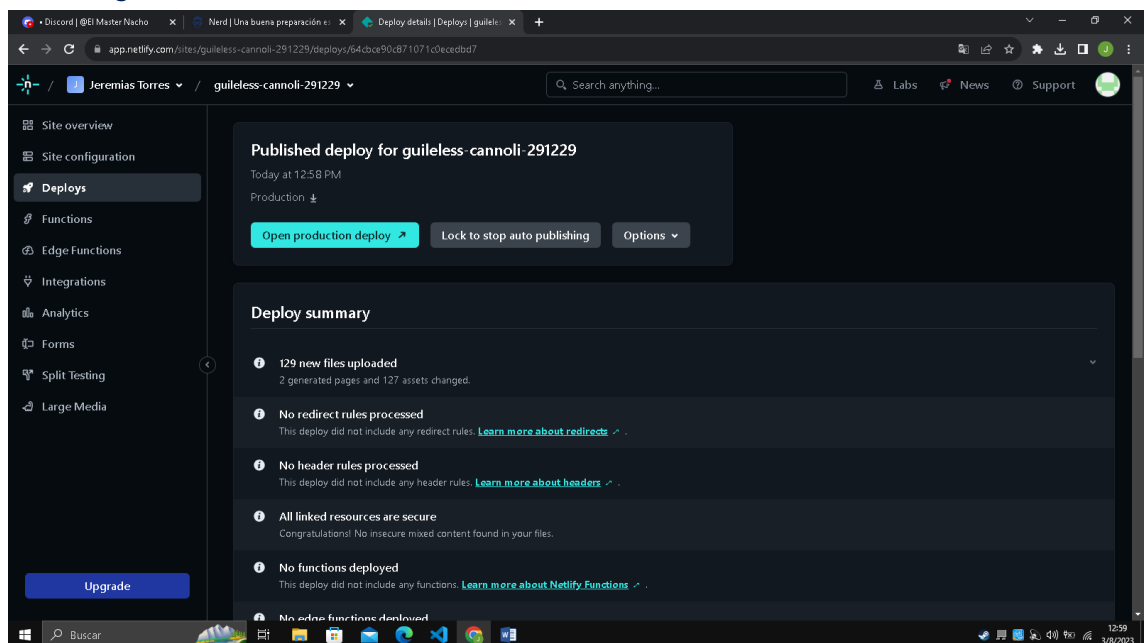 • Discord | @El Master Nacho
Nerd | Una buena preparación es
Deploy details | Deploys | guilele
app.netlify.com/sites/guileless-cannoli-291229/deploys/64cbce90c871071c0ecedbd7
J
Jeremias Torres
/
guileless-cannoli-291229
Search anything...
Labs
News
Support
Site overview
Site configuration
Deploys
Functions
Edge Functions
Integrations
Analytics
Forms
Split Testing
Large Media
Upgrade
Published deploy for guileless-cannoli-291229
Today at 12:58 PM
Production
Open production deploy
Lock to stop auto publishing
Options
Deploy summary
129 new files uploaded
2 generated pages and 127 assets changed.
No redirect rules processed
This deploy did not include any redirect rules. Learn more about redirects .
No header rules processed
This deploy did not include any header rules. Learn more about headers .
All linked resources are secure
Congratulations! No insecure mixed content found in your files.
No functions deployed
This deploy did not include any functions. Learn more about Netlify Functions .
No edge functions deployed
Buscar
12:59
3/8/2023